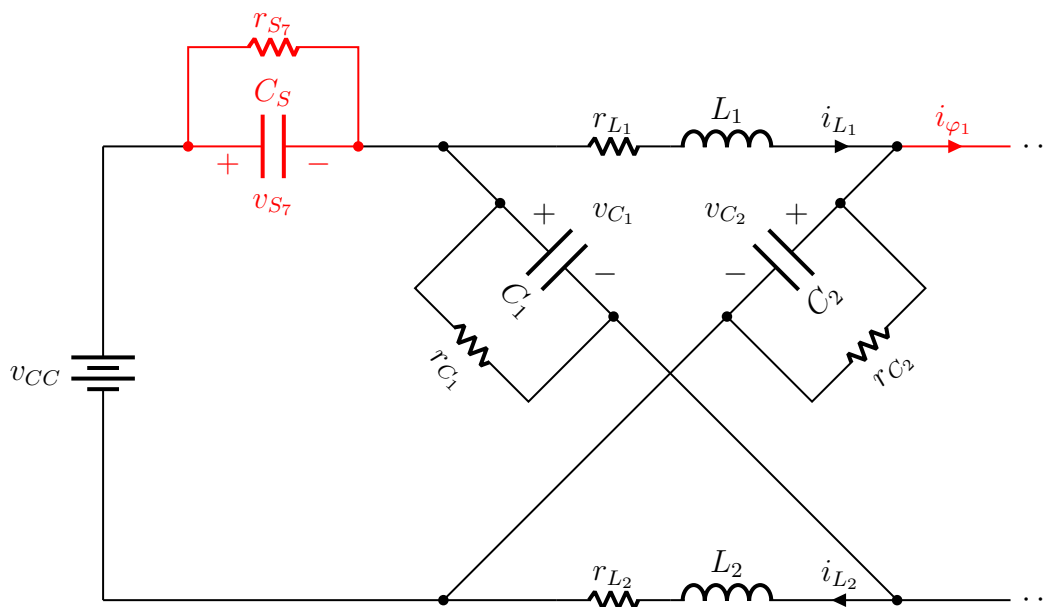 r_{S_7}
C_S
+ −
v_{S_7}
r_{L_1} L_1 i_{L_1} i_{φ_1} ··
+ v_{C_1} v_{C_2} +
− −
C_1 C_2
r_{C_1} r_{C_2}
v_{CC}
r_{L_2} L_2 i_{L_2} ··